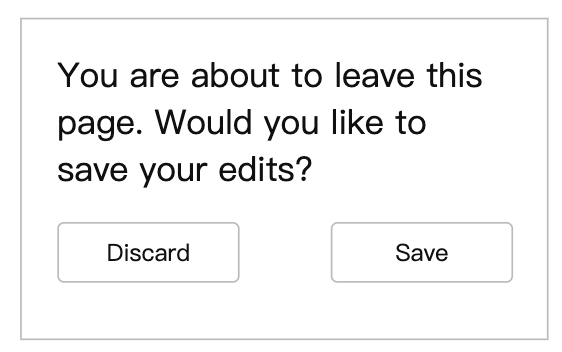 You are about to leave this
page. Would you like to
save your edits?
Discard
Save